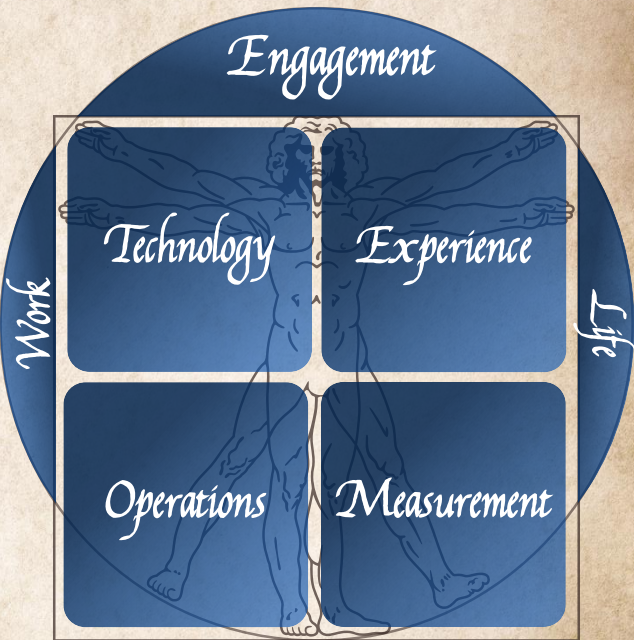 Engagement
Technology
Experience
Work
Life
Operations
Measurement